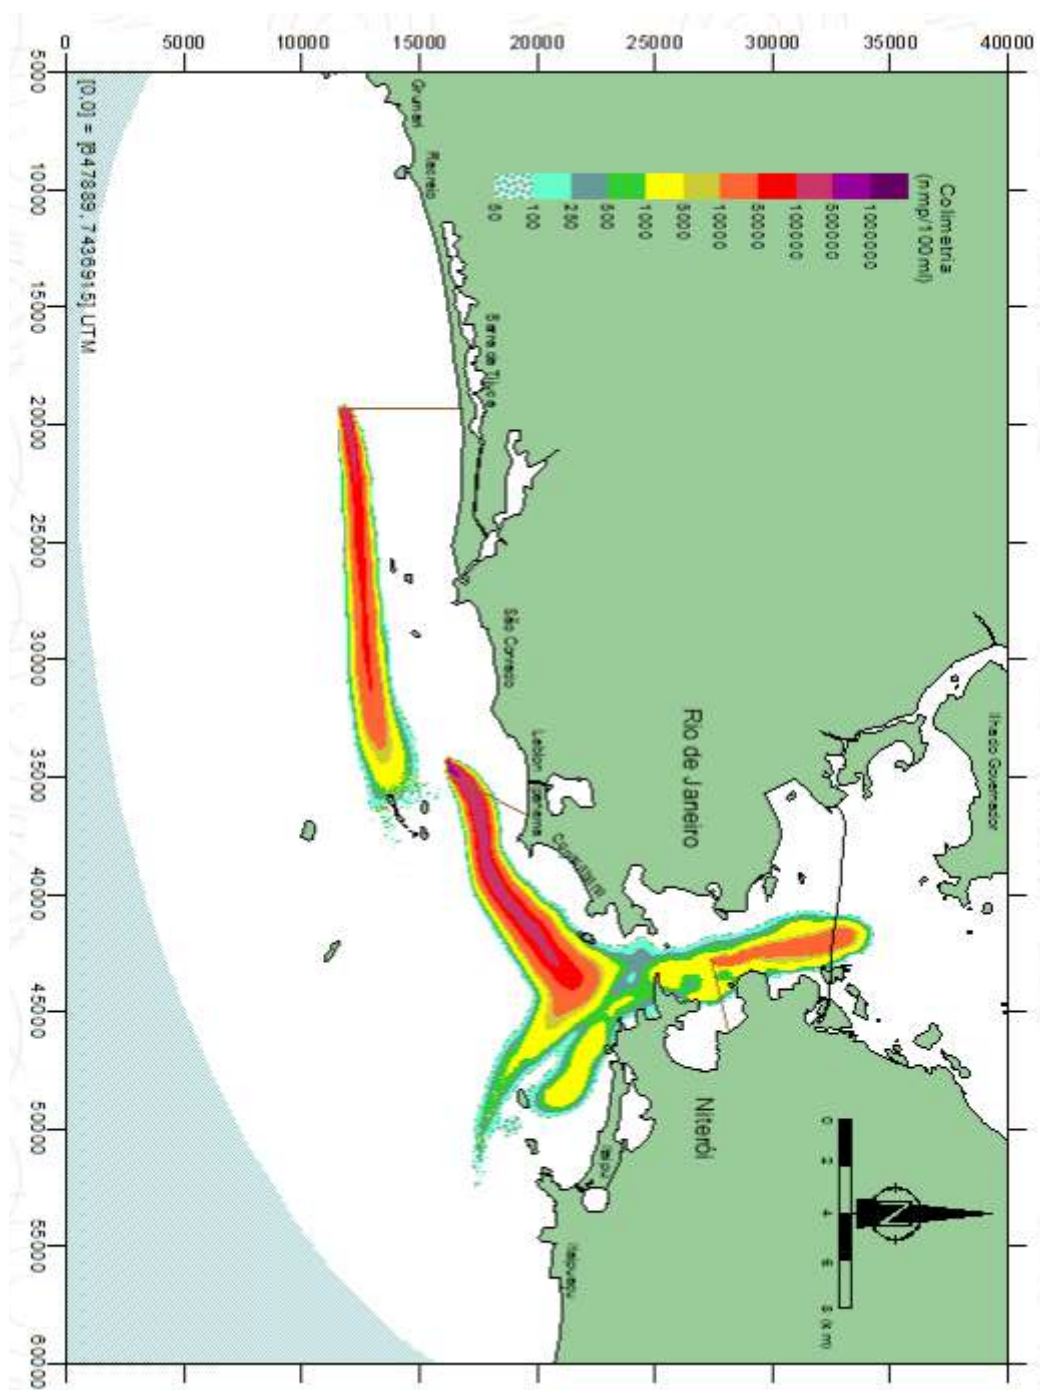 40000
35000
30000
25000
20000
15000
10000
5000
0
Colimetria
(nmp/100ml)
1000000
500000
100000
50000
10000
5000
1000
500
250
100
50
Ilha do Governador
Rio de Janeiro
Niterói
N
0 2 4 6 8 (km)
Grumari
Recreio
Barra da Tijuca
São Conrado
Leblon
Ipanema
Copacabana
Itaipu
Itaipuaçu
[0,0] = [647889, 7436915] UTM
5000 10000 15000 20000 25000 30000 35000 40000 45000 50000 55000 60000